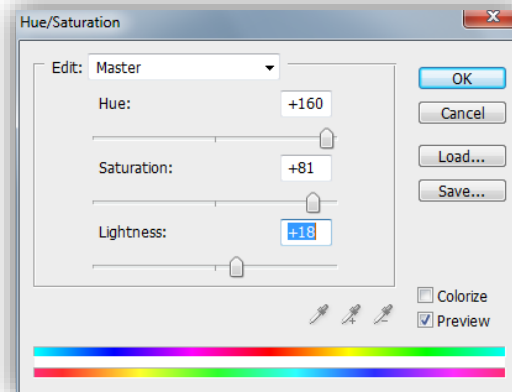 Hue/Saturation
Edit: Master
OK
Hue: +160
Cancel
Load...
Saturation: +81
Save...
Lightness: +18
Colorize
Preview